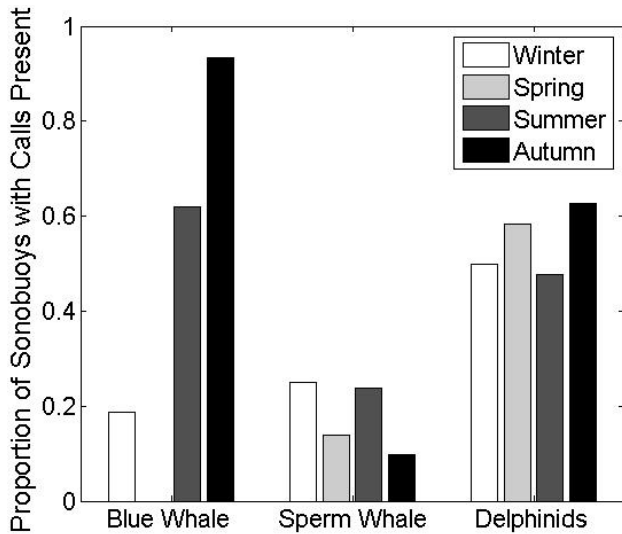 Proportion of Sonobuoys with Calls Present
1
0.8
0.6
0.4
0.2
0
Winter
Spring
Summer
Autumn
Blue Whale
Sperm Whale
Delphinids